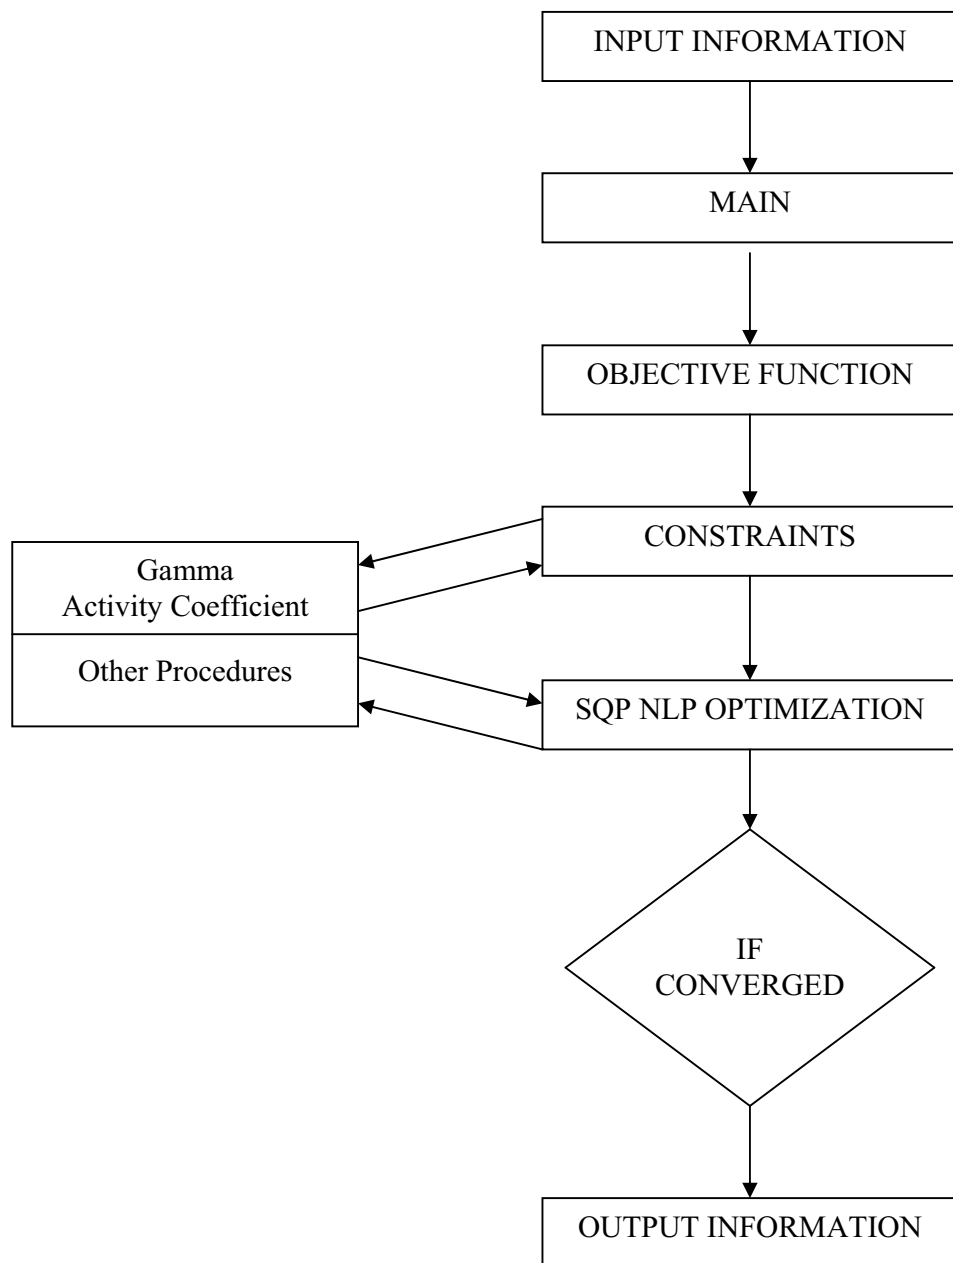 INPUT INFORMATION
MAIN
OBJECTIVE FUNCTION
CONSTRAINTS
Gamma
Activity Coefficient
Other Procedures
SQP NLP OPTIMIZATION
IF
CONVERGED
OUTPUT INFORMATION